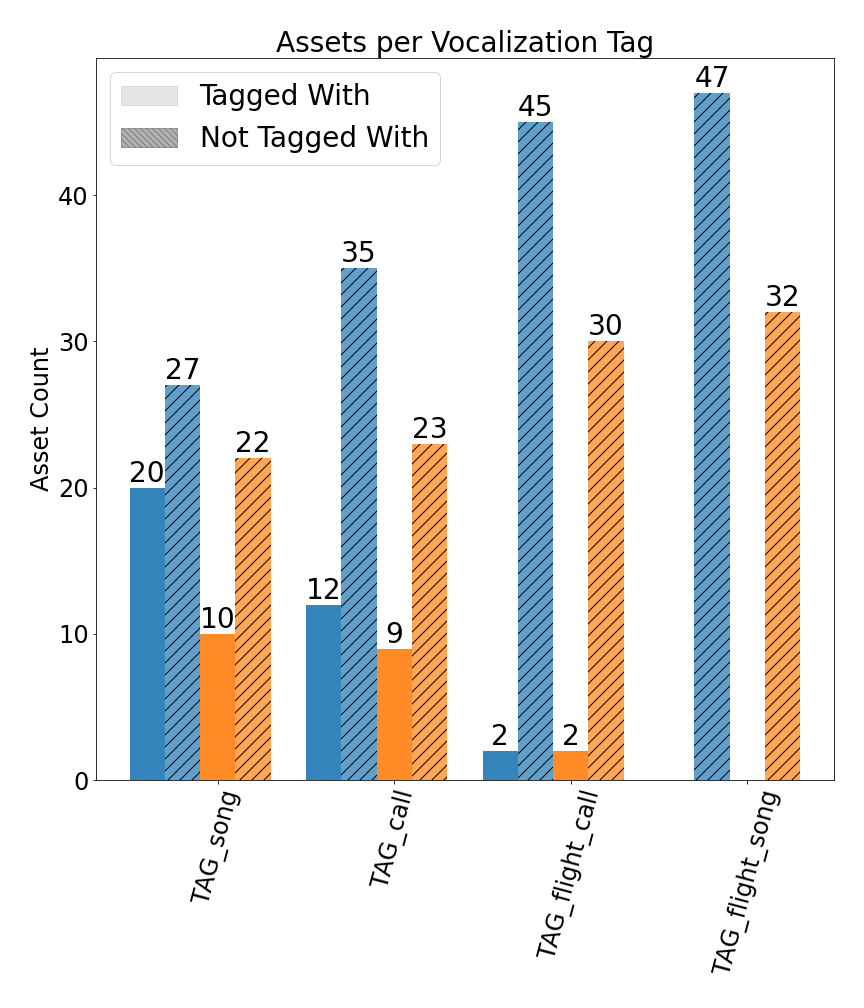 Assets per Vocalization Tag
Tagged With
Not Tagged With
Asset Count
40
30
20
10
0
20
27
10
22
12
35
9
23
2
45
2
30
47
32
TAG_song
TAG_call
TAG_flight_call
TAG_flight_song